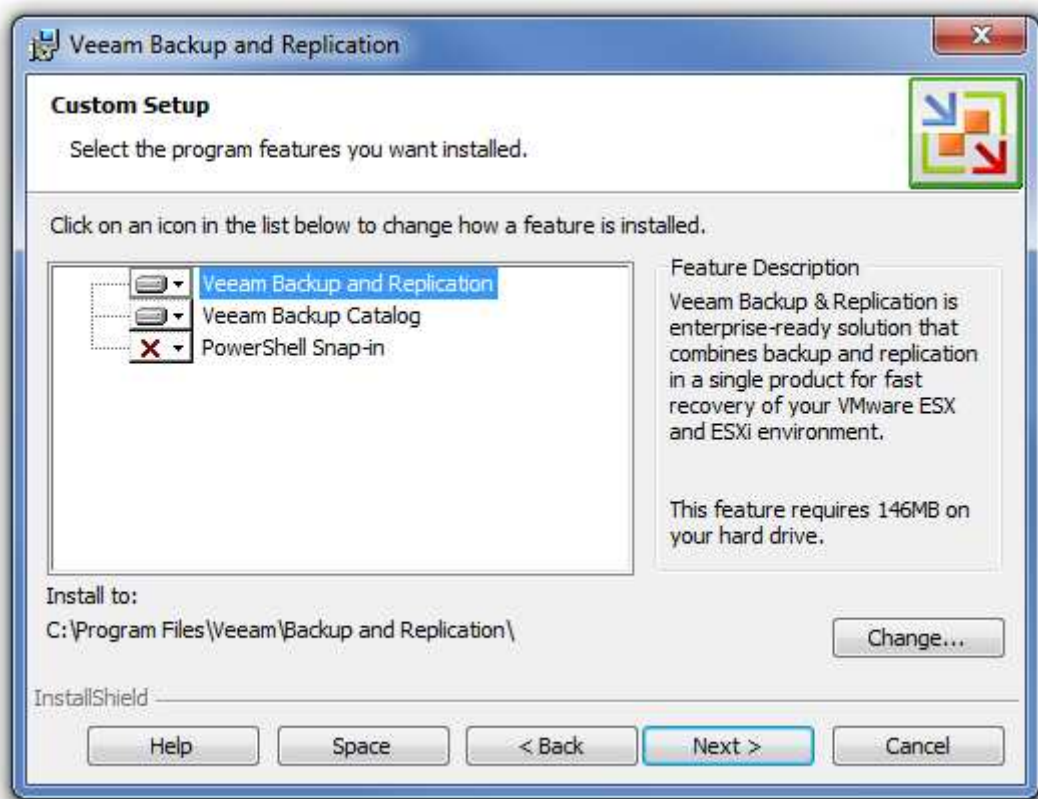 Veeam Backup and Replication
Custom Setup
Select the program features you want installed.
Click on an icon in the list below to change how a feature is installed.
Veeam Backup and Replication
Veeam Backup Catalog
PowerShell Snap-in
Feature Description
Veeam Backup & Replication is
enterprise-ready solution that
combines backup and replication
in a single product for fast
recovery of your VMware ESX
and ESXi environment.
This feature requires 146MB on
your hard drive.
Install to:
C:\Program Files\Veeam\Backup and Replication\
Change...
InstallShield
Help
Space
< Back
Next >
Cancel